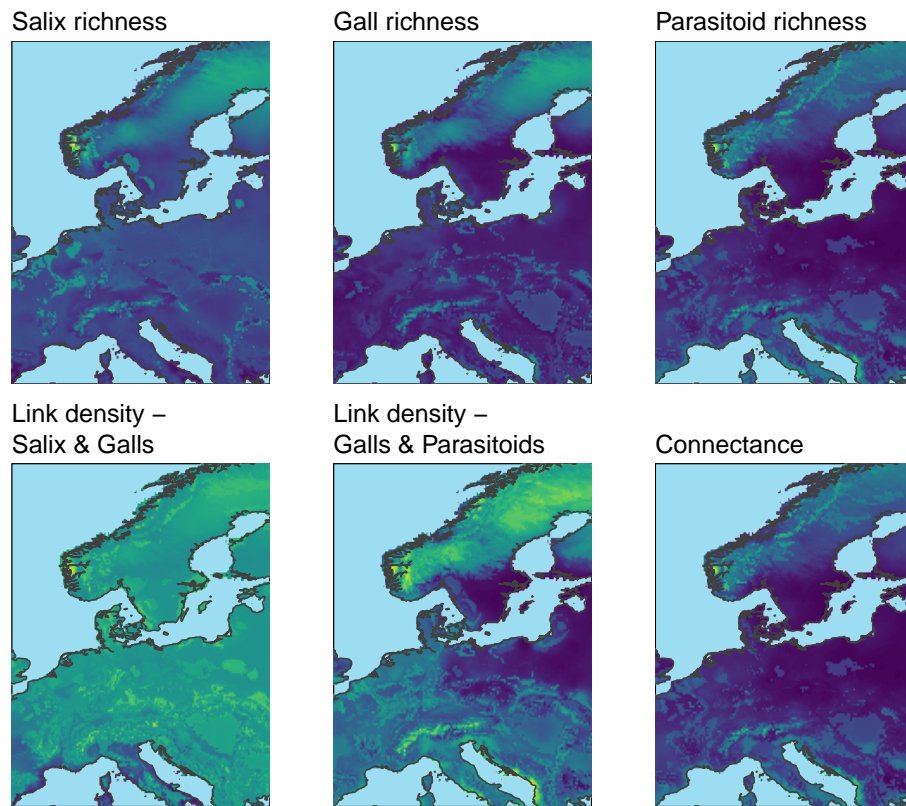 Salix richness
Gall richness
Parasitoid richness
Link density –
Salix & Galls
Link density –
Galls & Parasitoids
Connectance